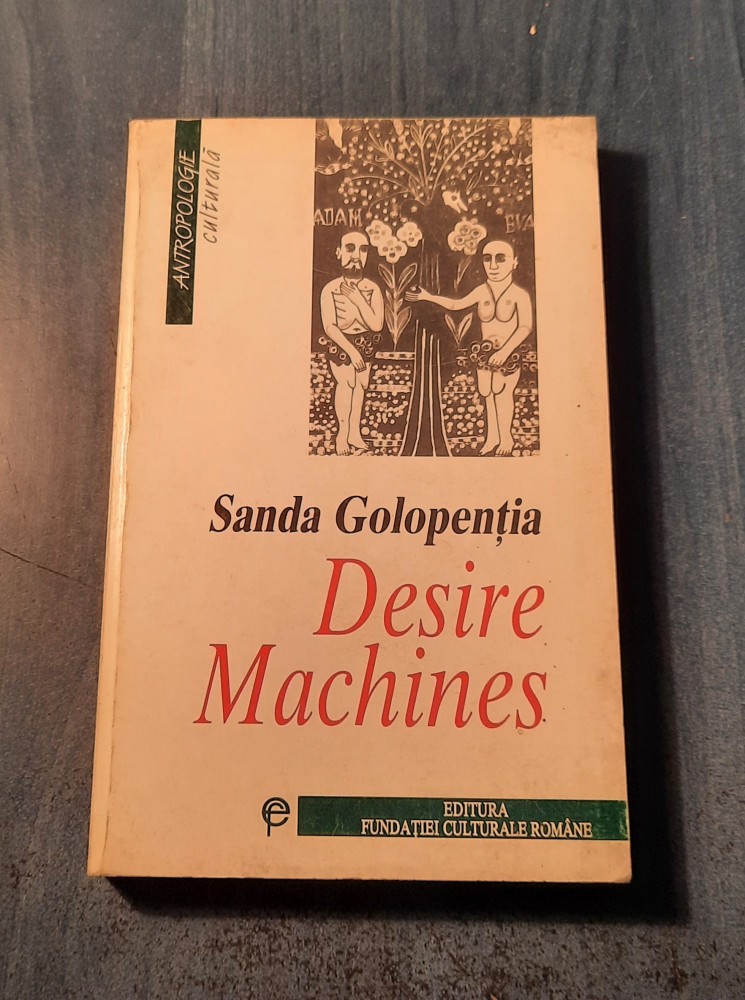 ANTROPOLOGIE
culturală
ADAM
EVA
Sanda Golopenția
Desire
Machines
EDITURA
FUNDAȚIEI CULTURALE ROMÂNE